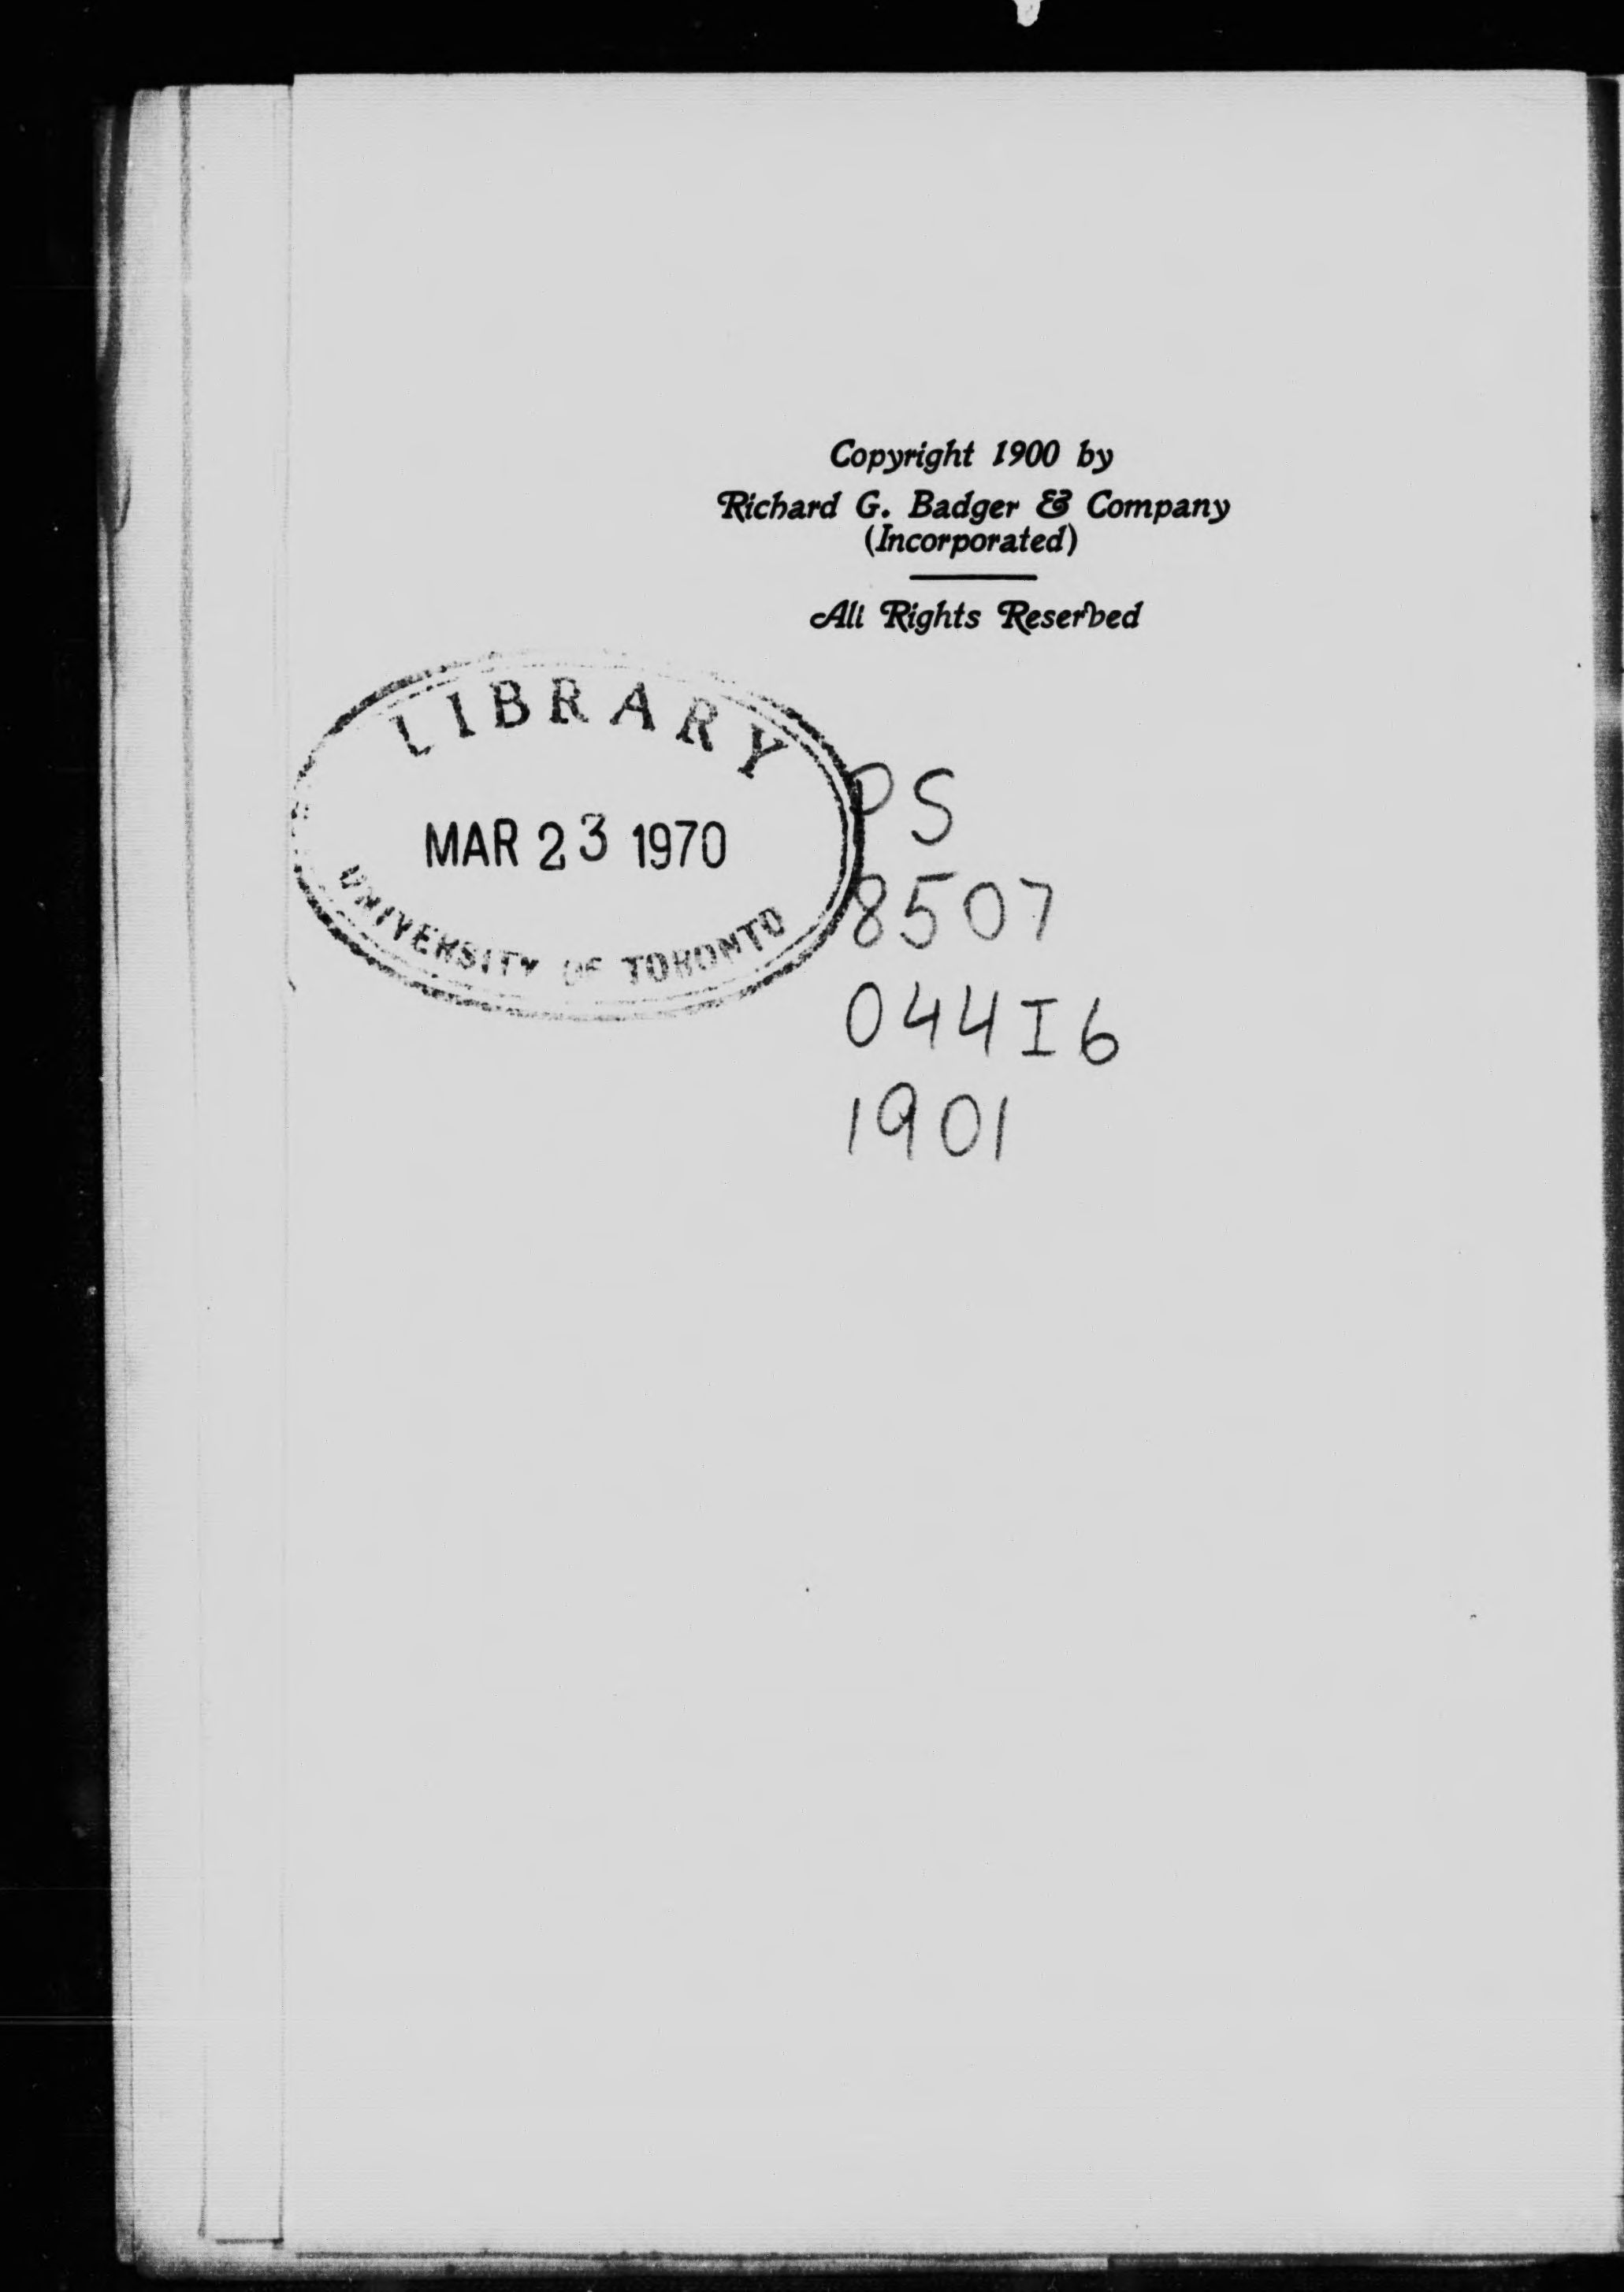 Copyright 1900 by
Richard G. Badger & Company
(Incorporated)
All Rights Reserved
LIBRARY
MAR 23 1970
UNIVERSITY OF TORONTO
PS
8507
044I6
1901